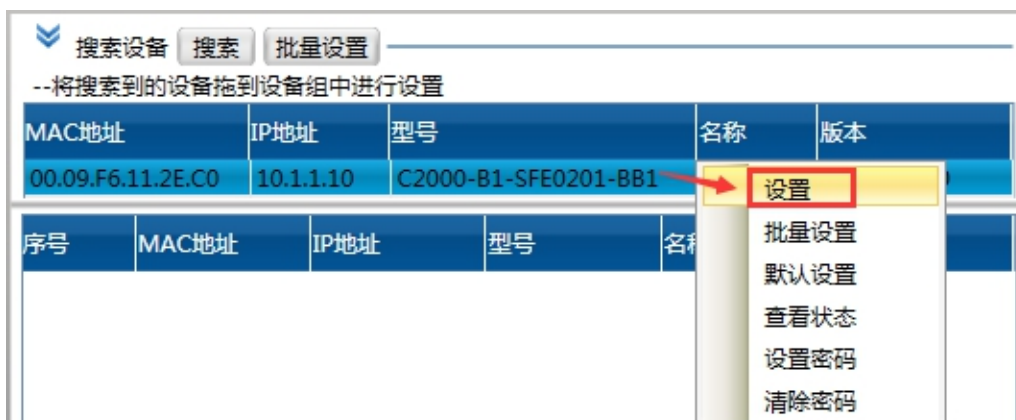 搜索设备 搜索 批量设置
--将搜索到的设备拖到设备组中进行设置
MAC地址 IP地址 型号 名称 版本
00.09.F6.11.2E.C0 10.1.1.10 C2000-B1-SFE0201-BB1
设置
序号 MAC地址 IP地址 型号
批量设置
默认设置
查看状态
设置密码
清除密码